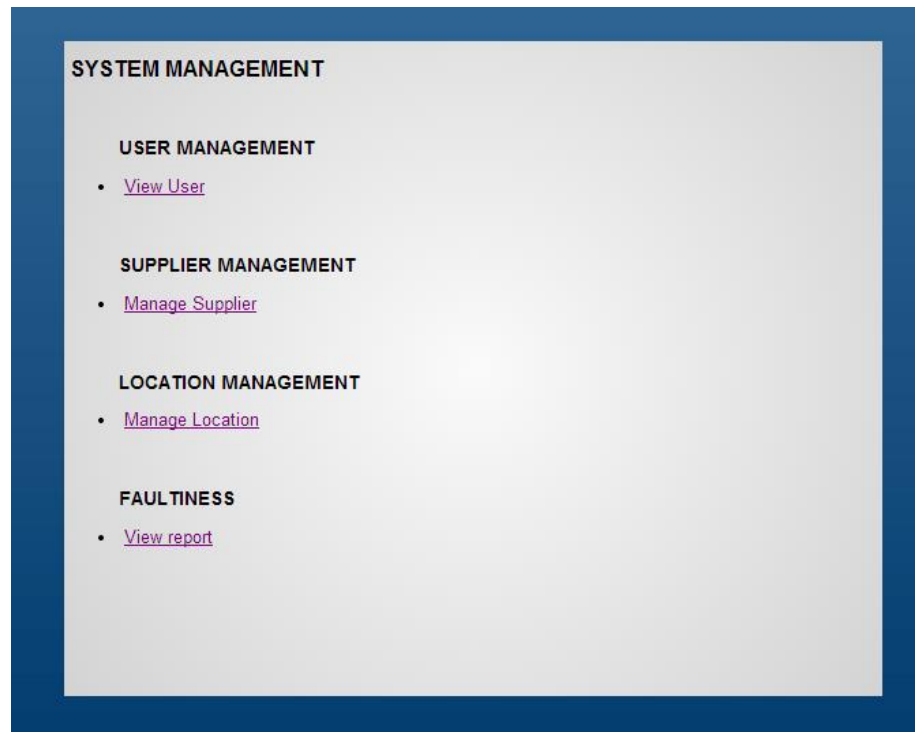 SYSTEM MANAGEMENT
USER MANAGEMENT
• View User
SUPPLIER MANAGEMENT
• Manage Supplier
LOCATION MANAGEMENT
• Manage Location
FAULTINESS
• View report